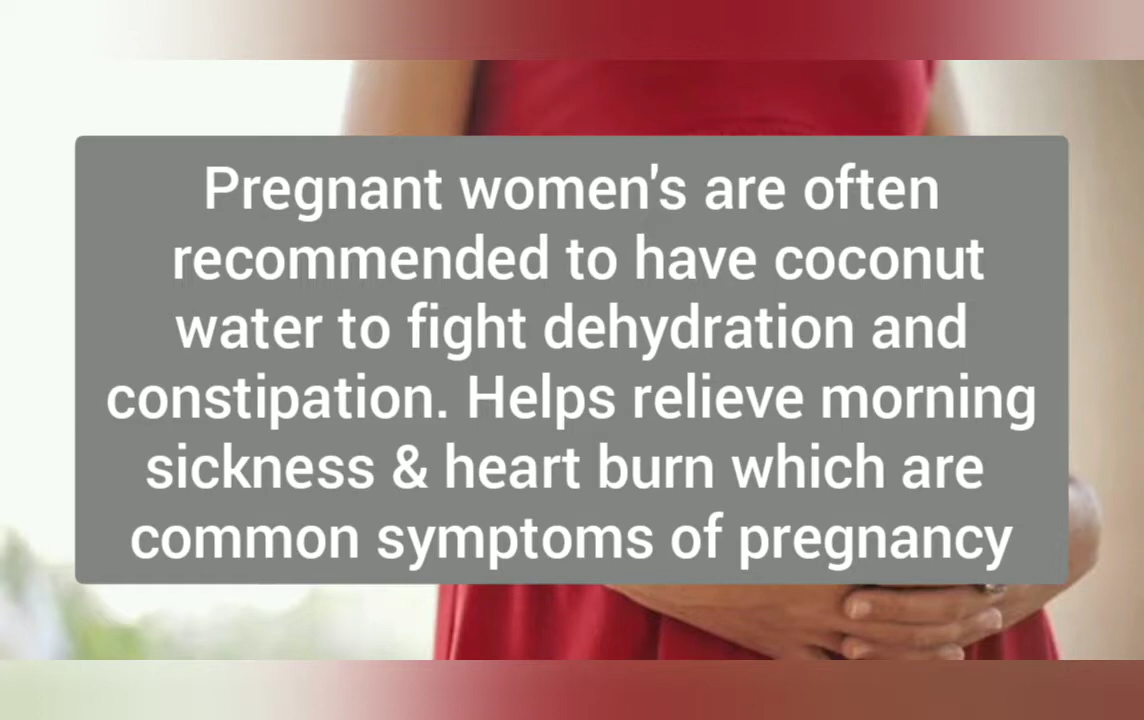 Pregnant women's are often
recommended to have coconut
water to fight dehydration and
constipation. Helps relieve morning
sickness & heart burn which are
common symptoms of pregnancy